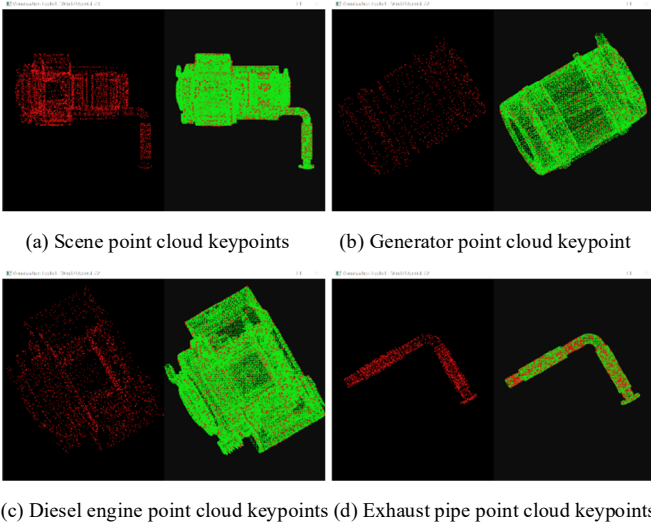 (a) Scene point cloud keypoints
(b) Generator point cloud keypoint
(c) Diesel engine point cloud keypoints
(d) Exhaust pipe point cloud keypoints